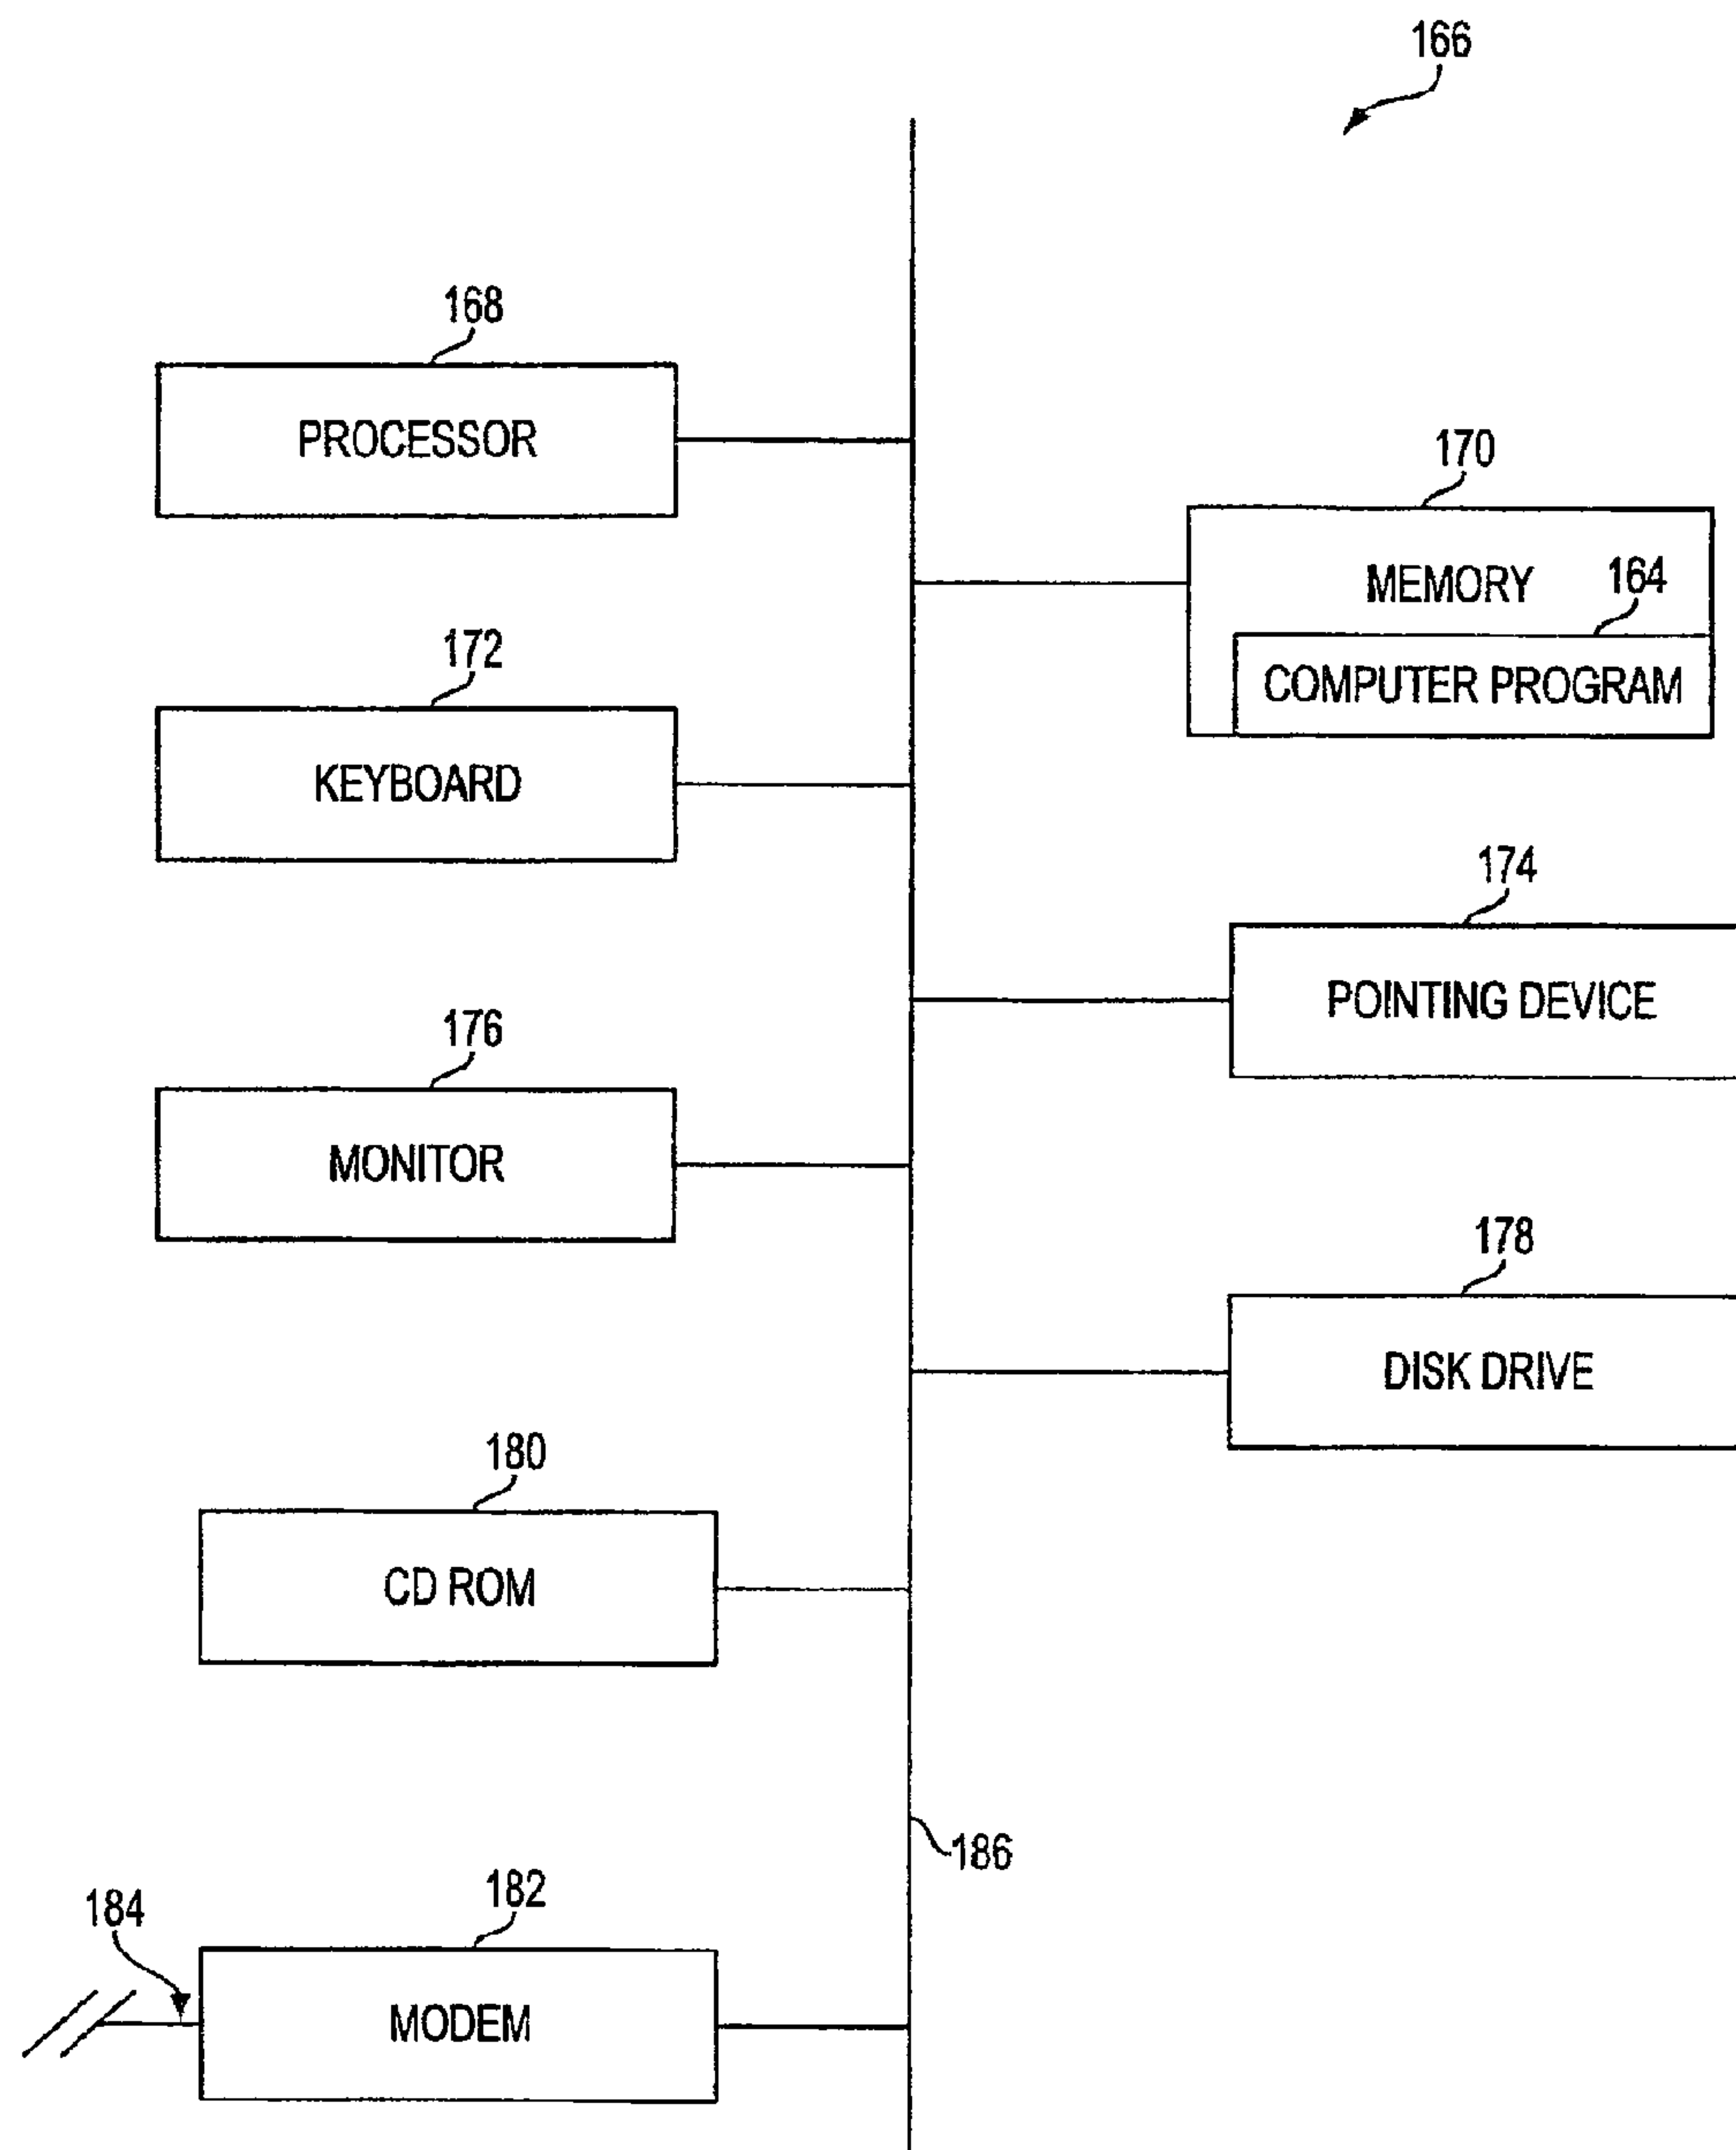 166
168
PROCESSOR
170
MEMORY
164
COMPUTER PROGRAM
172
KEYBOARD
174
POINTING DEVICE
176
MONITOR
178
DISK DRIVE
180
CD ROM
186
182
184
MODEM